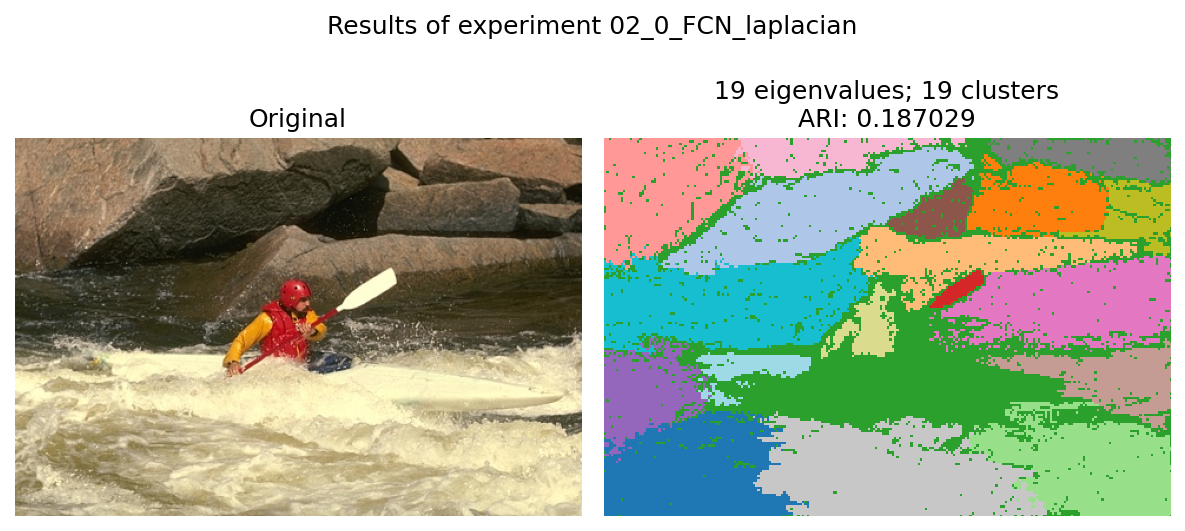 Results of experiment 02_0_FCN_laplacian
Original
19 eigenvalues; 19 clusters
ARI: 0.187029